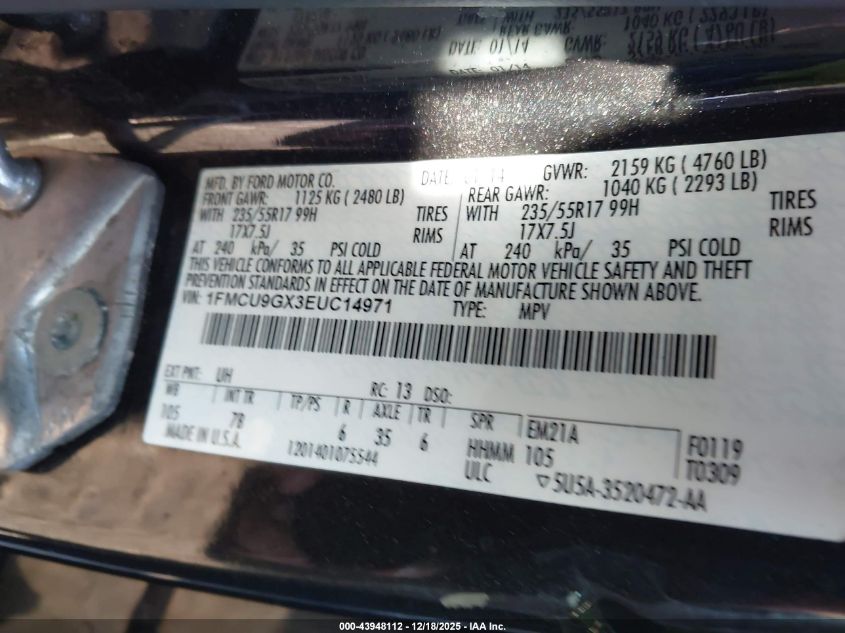 MFD. BY FORD MOTOR CO. DATE: 01/14 GVWR: 2159 KG ( 4760 LB)
FRONT GAWR: 1125 KG ( 2480 LB) REAR GAWR: 1040 KG ( 2293 LB)
WITH 235/55R17 99H TIRES WITH 235/55R17 99H TIRES
17X7.5J RIMS 17X7.5J RIMS
AT 240 kPa/ 35 PSI COLD AT 240 kPa/ 35 PSI COLD
THIS VEHICLE CONFORMS TO ALL APPLICABLE FEDERAL MOTOR VEHICLE SAFETY AND THEFT
PREVENTION STANDARDS IN EFFECT ON THE DATE OF MANUFACTURE SHOWN ABOVE.
VIN: 1FMCU9GX3EUC14971 TYPE: MPV
EXT PNT: UH RC: 13 DSO:
WB INT TR TP/PS R AXLE TR SPR EM21A F0119
105 7B 6 35 6 HHMM 105 T0309
MADE IN U.S.A. 1201401075544 ULC 5U5A-3520472-AA
000-43948112 - 12/18/2025 - IAA Inc.